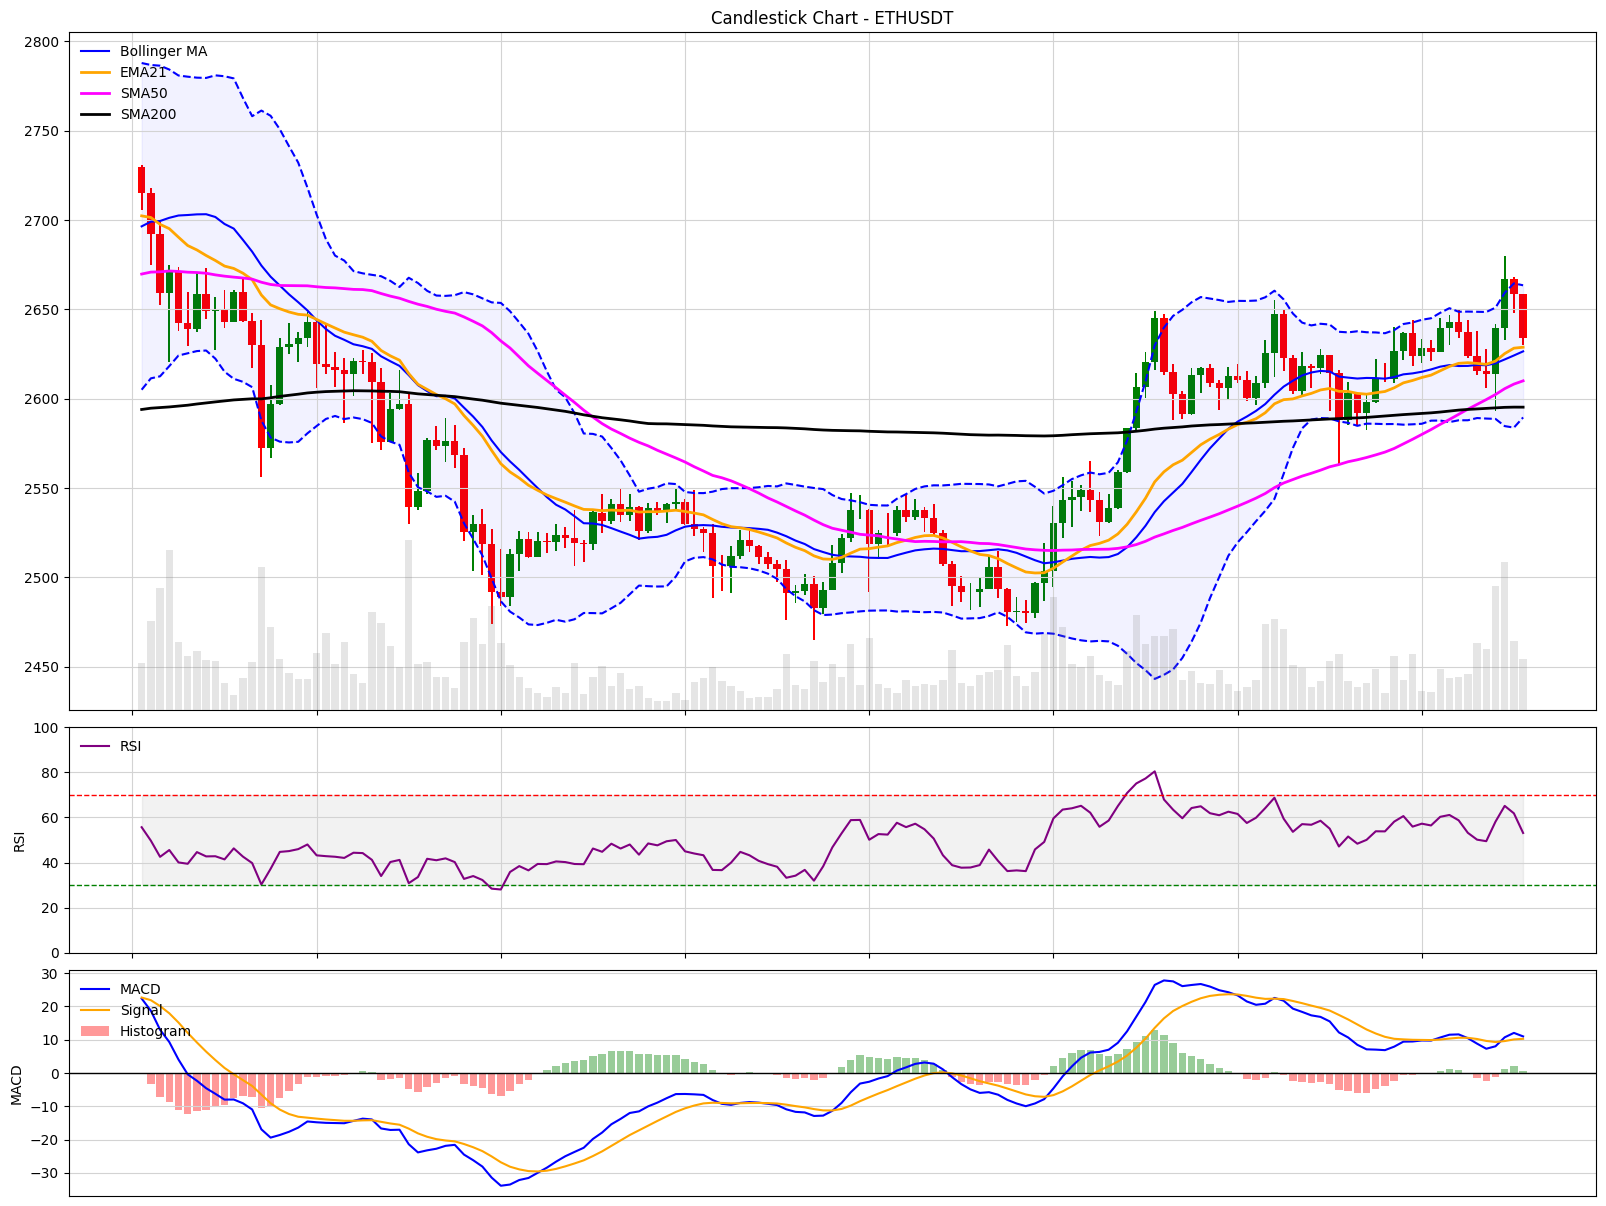 Candlestick Chart - ETHUSDT
2800
2750
2700
2650
2600
2550
2500
2450
Bollinger MA
EMA21
SMA50
SMA200
100
80
60
40
20
0
RSI
RSI
30
20
10
0
−10
−20
−30
MACD
MACD
Signal
Histogram